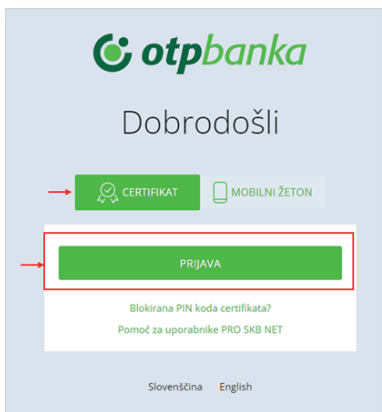 otpbanka
Dobrodošli
CERTIFIKAT
MOBILNI ŽETON
PRIJAVA
Blokirana PIN koda certifikata?
Pomoč za uporabnike PRO SKB NET
Slovenščina English